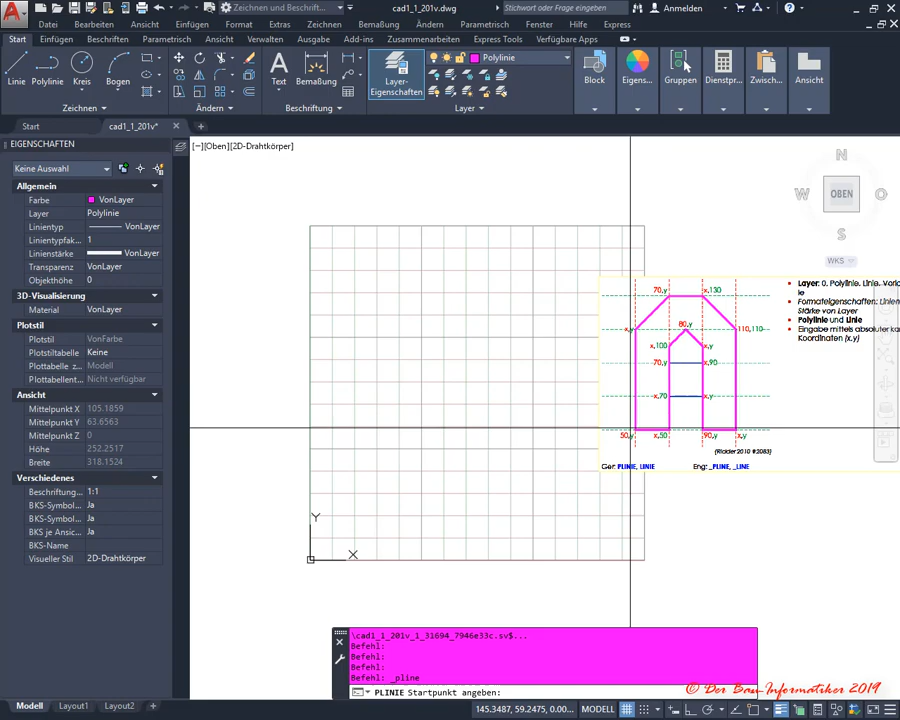 Zeichnen und Beschrift...
cad1_1_201v.dwg
Stichwort oder Frage eingeben
Anmelden
Datei Bearbeiten Ansicht Einfügen Format Extras Zeichnen Bemaßung Ändern Parametrisch Fenster Hilfe Express
Start Einfügen Beschriften Parametrisch Ansicht Verwalten Ausgabe Add-ins Zusammenarbeiten Express Tools Verfügbare Apps
Polylinie
Linie Polylinie Kreis Bogen Text Bemaßung Layer-Eigenschaften Block Eigens... Gruppen Dienstpr... Zwisch... Ansicht
Zeichnen Ändern Beschriftung Layer
Start cad1_1_201v*
EIGENSCHAFTEN
[−][Oben][2D-Drahtkörper]
Keine Auswahl
Allgemein
Farbe VonLayer
Layer Polylinie
Linientyp VonLayer
Linientypfak... 1
Linienstärke VonLayer
Transparenz VonLayer
Objekthöhe 0
3D-Visualisierung
Material VonLayer
Plotstil
Plotstil VonFarbe
Plotstiltabelle Keine
Plottabelle z... Modell
Plottabellent... Nicht verfügbar
Ansicht
Mittelpunkt X 105.1859
Mittelpunkt Y 63.6563
Mittelpunkt Z 0
Höhe 252.2517
Breite 318.1524
Verschiedenes
Beschriftung... 1:1
BKS-Symbol... Ja
BKS-Symbol... Ja
BKS je Ansic... Ja
BKS-Name
Visueller Stil 2D-Drahtkörper
N
W OBEN O
S
WKS
70,y x,130
x,y 80,y 110,110
x,100 x,y
70,y x,90
x,70 x,y
50,y x,50 90,y x,y
(Ridder 2010 #2083)
Ger: PLINIE, LINIE Eng: _PLINE, _LINE
Layer: 0, Polylinie, Linie,
Formateigenschaften:
Stärke von Layer
Polylinie und Linie
Eingabe mittels absoluter
Koordinaten (x,y)
Y
X
\cad1_1_201v_1_31694_7946e33c.sv$...
Befehl:
Befehl:
Befehl:
Befehl: _pline
PLINIE Startpunkt angeben:
© Der Bau-Informatiker 2019
Modell Layout1 Layout2 +
145.3487, 59.2475, 0.00... MODELL